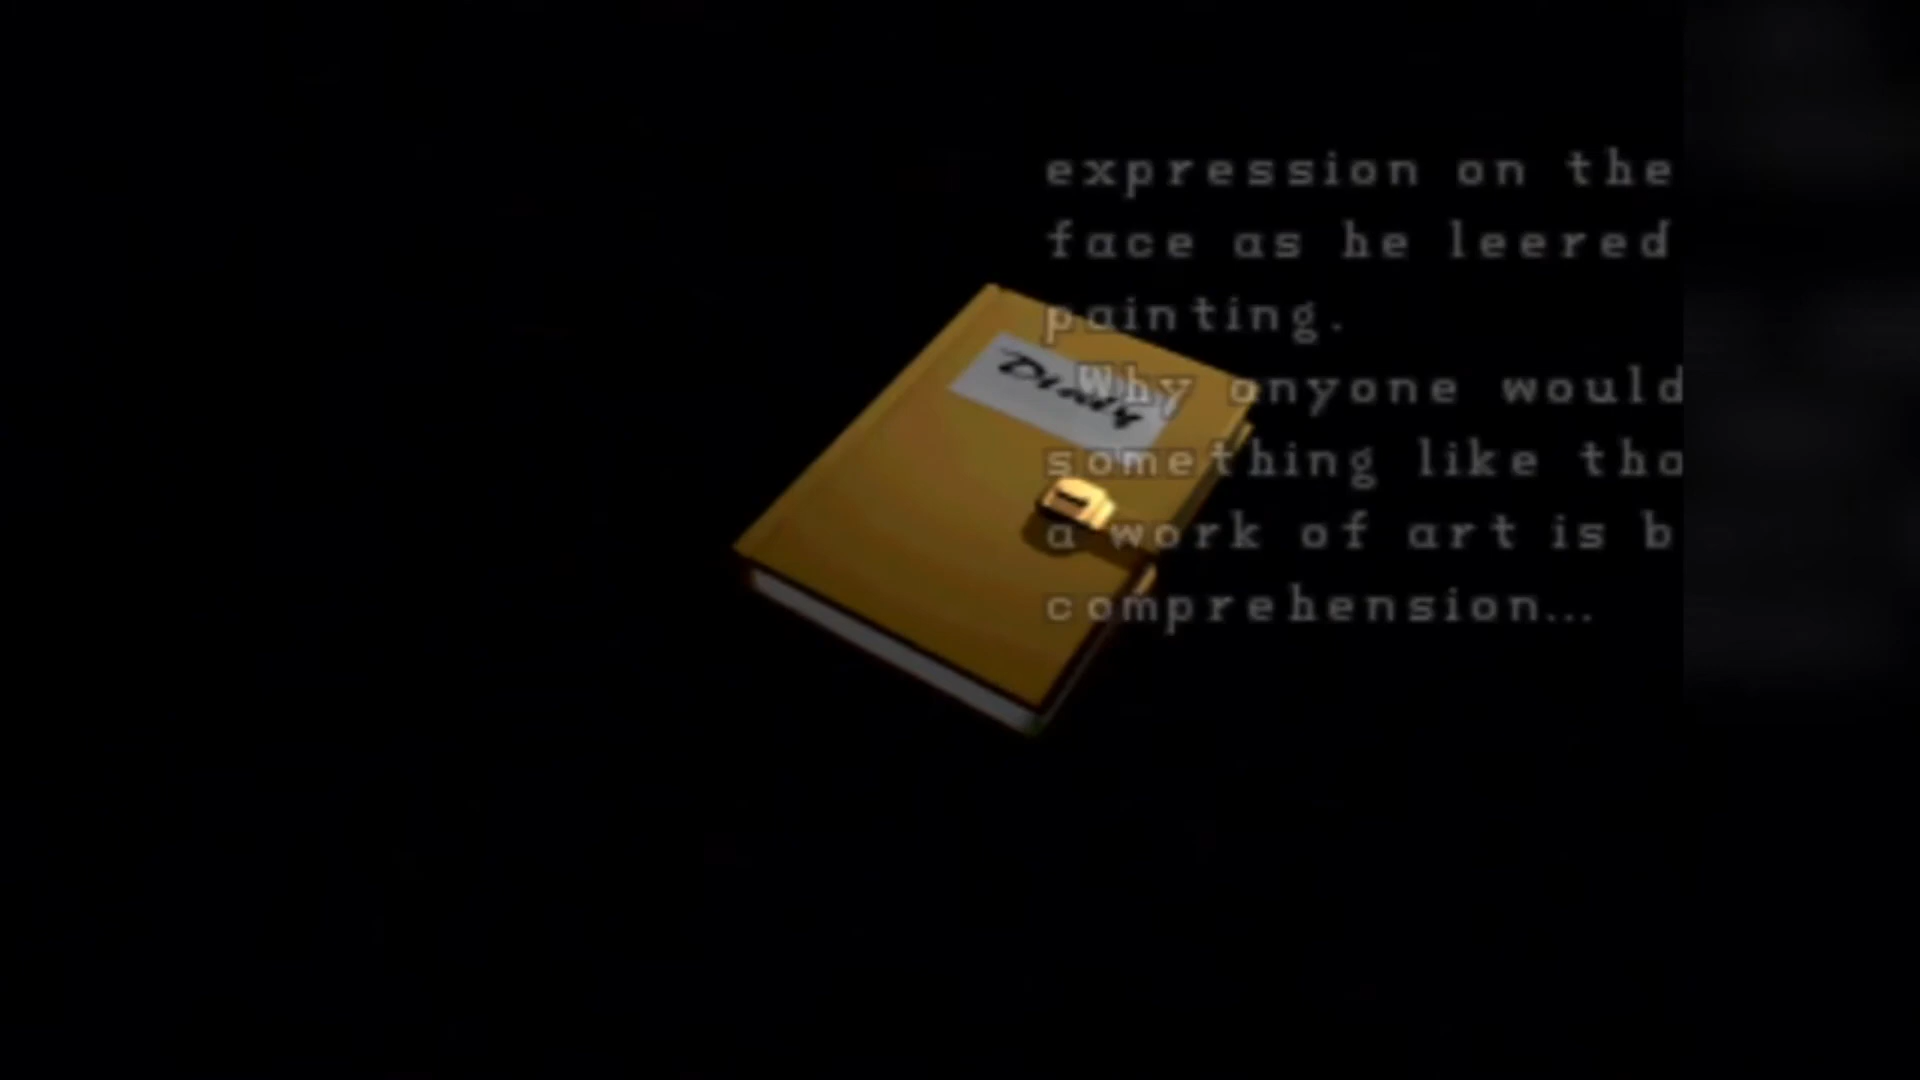 Diary
expression on the
face as he leered
painting.
Why anyone would
something like tha
a work of art is b
comprehension...